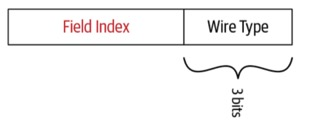 Field Index
Wire Type
3 bits